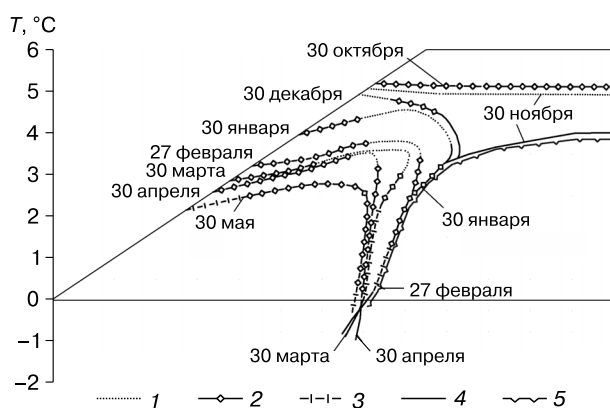 T, °C
6
5
4
3
2
1
0
−1
−2
30 октября
30 ноября
30 декабря
30 января
27 февраля
30 марта
30 апреля
30 мая
30 января
27 февраля
30 марта
30 апреля
1 2 3 4 5